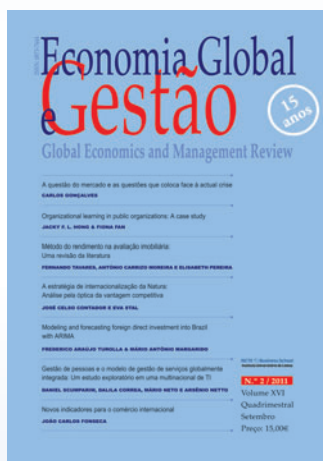 Economia Global
e Gestão
15
anos
Global Economics and Management Review
A questão do mercado e as questões que coloca face à actual crise
CARLOS GONÇALVES
Organizational learning in public organizations: A case study
JACKY F. L. HONG & FIONA FAN
Método do rendimento na avaliação imobiliária:
Uma revisão da literatura
FERNANDO TAVARES, ANTÓNIO CARRIZO MOREIRA E ELISABETH PEREIRA
A estratégia de internacionalização da Natura:
Análise pela óptica da vantagem competitiva
JOSÉ CELSO CONTADOR E EVA STAL
Modeling and forecasting foreign direct investment into Brazil
with ARIMA
FREDERICO ARAÚJO TUROLLA & MÁRIO ANTÔNIO MARGARIDO
Gestão de pessoas e o modelo de gestão de serviços globalmente
integrada: Um estudo exploratório em uma multinacional de TI
DANIEL SCUMPARIM, DALILA CORREA, MÁRIO NETO E ARSÊNIO NETTO
Novos indicadores para o comércio internacional
JOÃO CARLOS FONSECA
N.º 2 / 2011
Volume XVI
Quadrimestral
Setembro
Preço: 15,00€